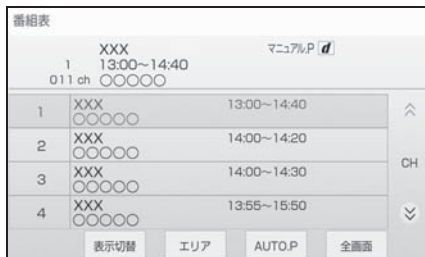 番組表
XXX マニュアル.P d
1 13:00〜14:40
011 ch ○○○○○
1 XXX 13:00〜14:40
○○○○○
2 XXX 14:00〜14:20
○○○○○
3 XXX 14:00〜14:30
○○○○○
CH
4 XXX 13:55〜15:50
○○○○○
表示切替 エリア AUTO.P 全画面